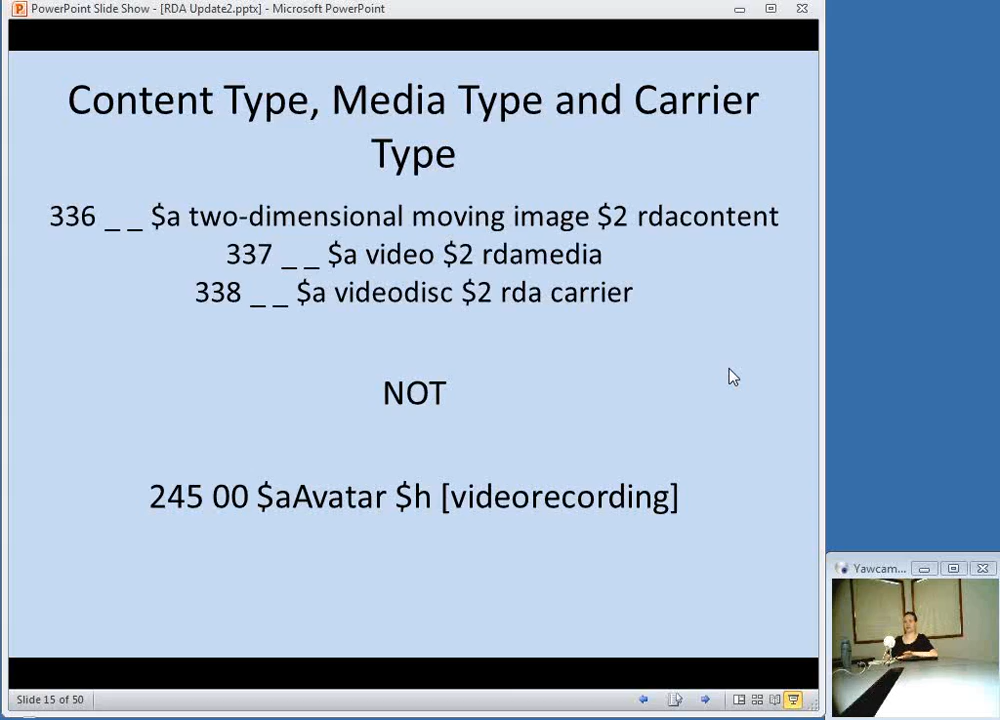 PowerPoint Slide Show - [RDA Update2.pptx] - Microsoft PowerPoint
Content Type, Media Type and Carrier
Type
336 _ _ $a two-dimensional moving image $2 rdacontent
337 _ _ $a video $2 rdamedia
338 _ _ $a videodisc $2 rda carrier
NOT
245 00 $aAvatar $h [videorecording]
Yawcam...
Slide 15 of 50